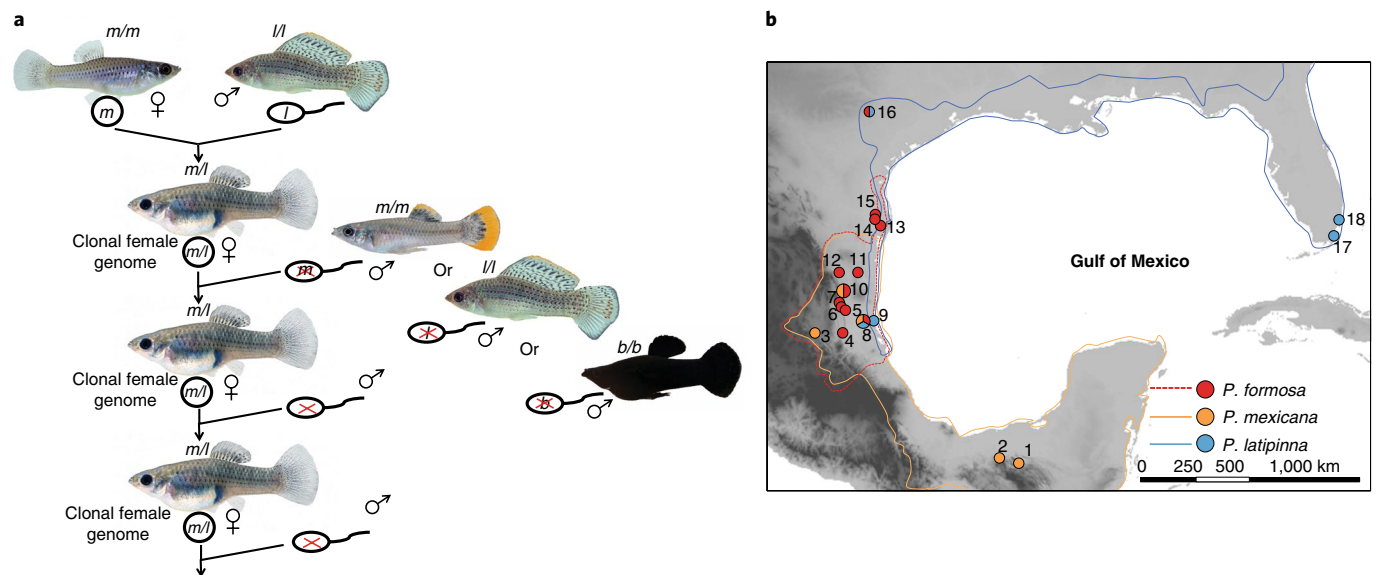 a
m/m
l/l
♀
♂
m
l
m/l
m/m
Clonal female
genome
m/l
♀
m
♂
Or
l/l
m/l
l
♂
Or
b/b
Clonal female
genome
m/l
♀
♂
b
♂
m/l
♂
Clonal female
genome
m/l
♀
b
16
15
14
13
18
17
12
11
10
7
6
5
9
8
3
4
2
1
Gulf of Mexico
P. formosa
P. mexicana
P. latipinna
0 250 500 1,000 km